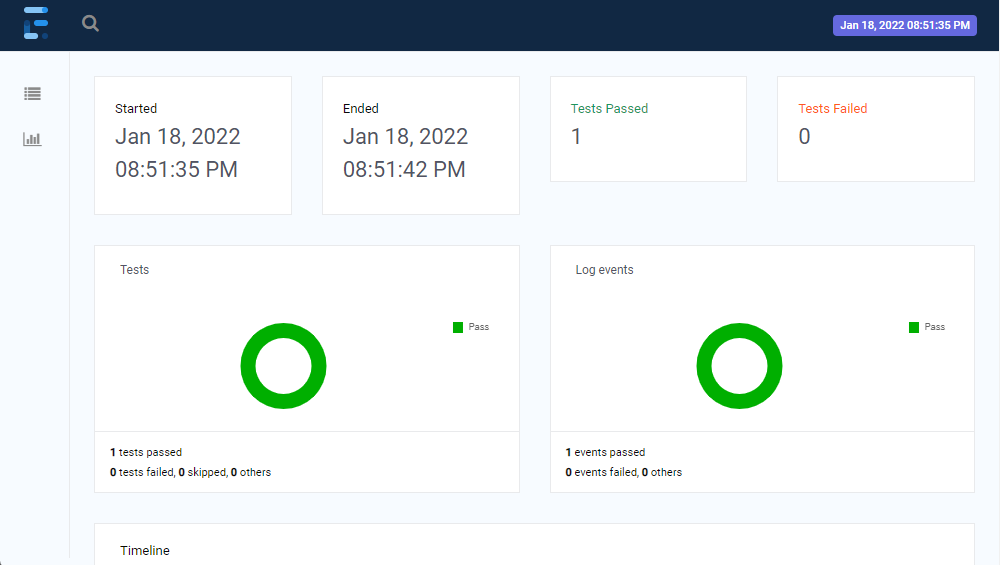 Jan 18, 2022 08:51:35 PM
Started
Jan 18, 2022
08:51:35 PM
Ended
Jan 18, 2022
08:51:42 PM
Tests Passed
1
Tests Failed
0
Tests
Pass
1 tests passed
0 tests failed, 0 skipped, 0 others
Log events
Pass
1 events passed
0 events failed, 0 others
Timeline